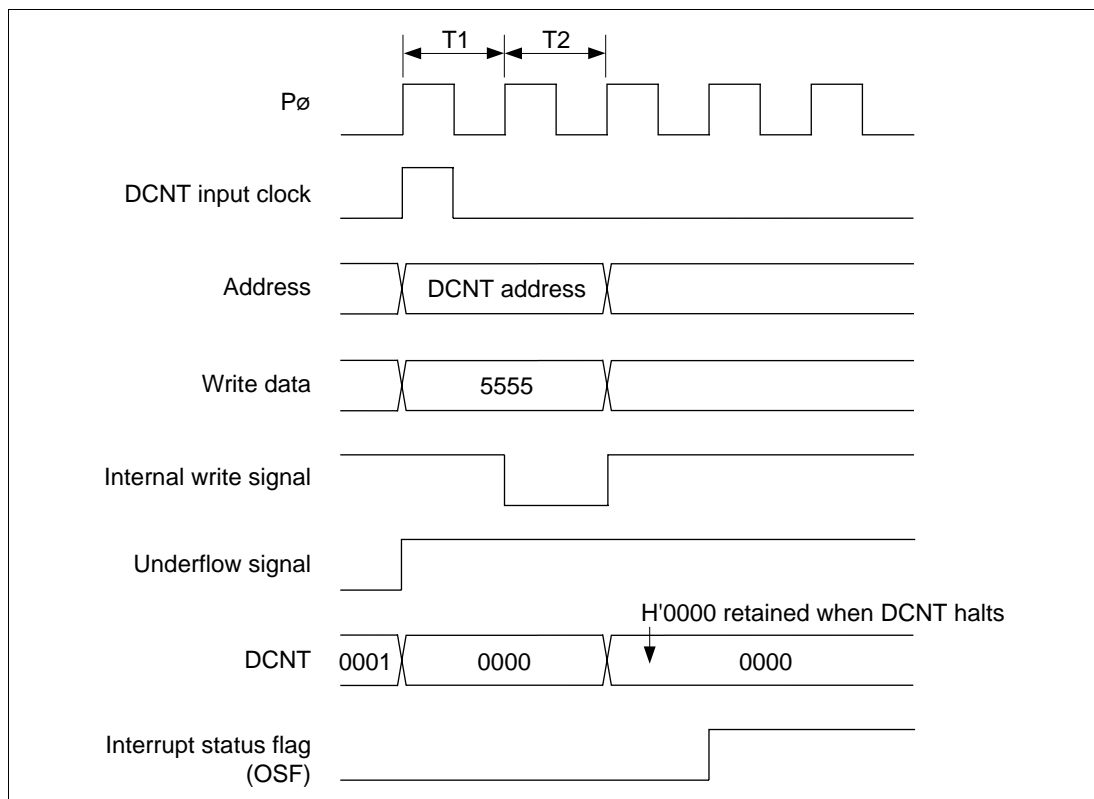 T1 T2
Pø
DCNT input clock
Address DCNT address
Write data 5555
Internal write signal
Underflow signal
H'0000 retained when DCNT halts
DCNT 0001 0000 0000
Interrupt status flag
(OSF)